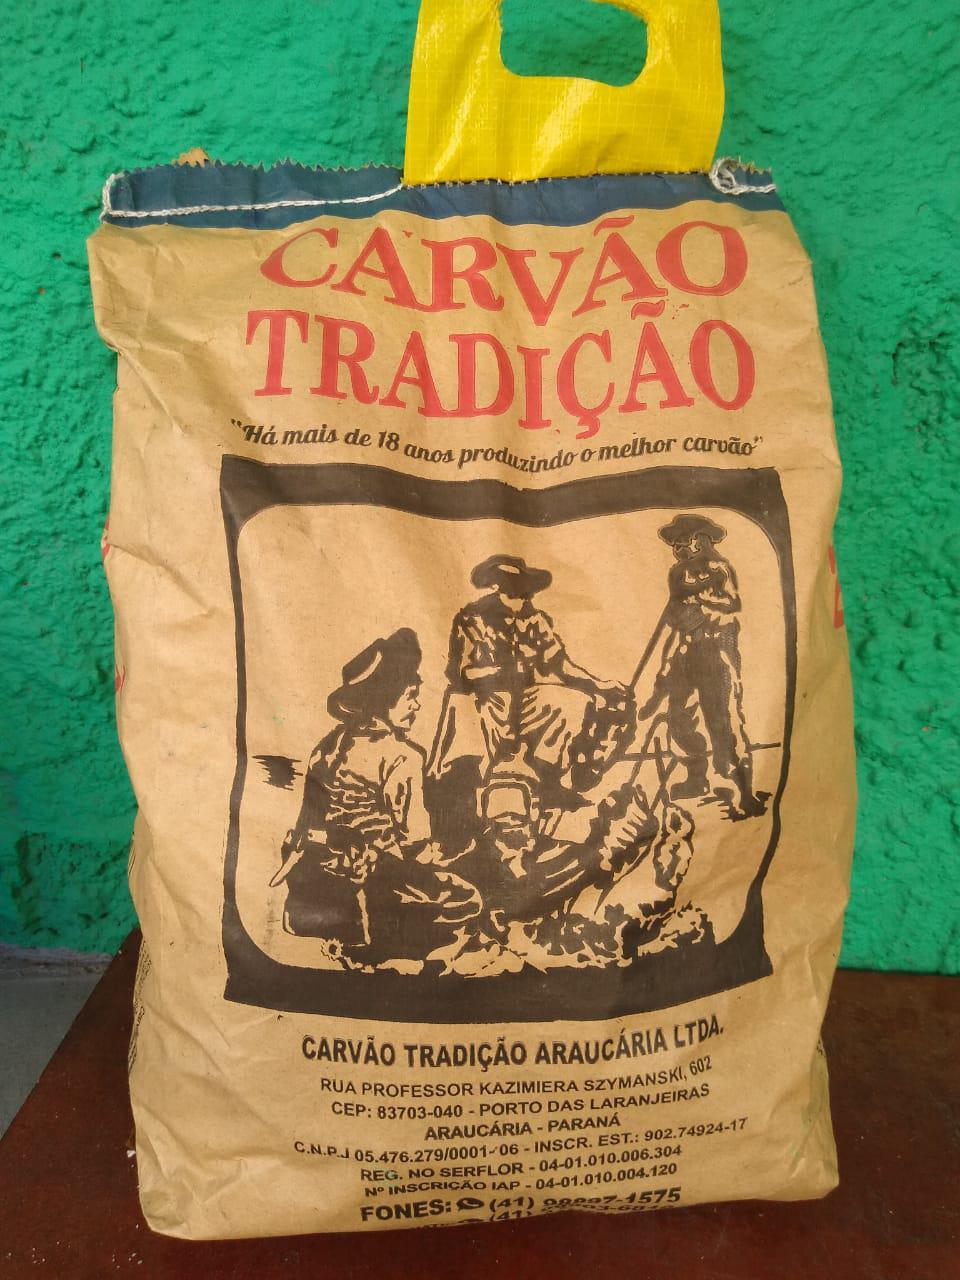 CARVÃO
TRADIÇÃO
"Há mais de 18 anos produzindo o melhor carvão"
CARVÃO TRADIÇÃO ARAUCÁRIA LTDA.
RUA PROFESSOR KAZIMIERA SZYMANSKI, 602
CEP: 83703-040 - PORTO DAS LARANJEIRAS
ARAUCÁRIA - PARANÁ
C.N.P.J 05.476.279/0001-06 - INSCR. EST.: 902.74924-17
REG. NO SERFLOR - 04-01.010.006.304
Nº INSCRIÇÃO IAP - 04-01.010.004.120
FONES: (41)
(41)